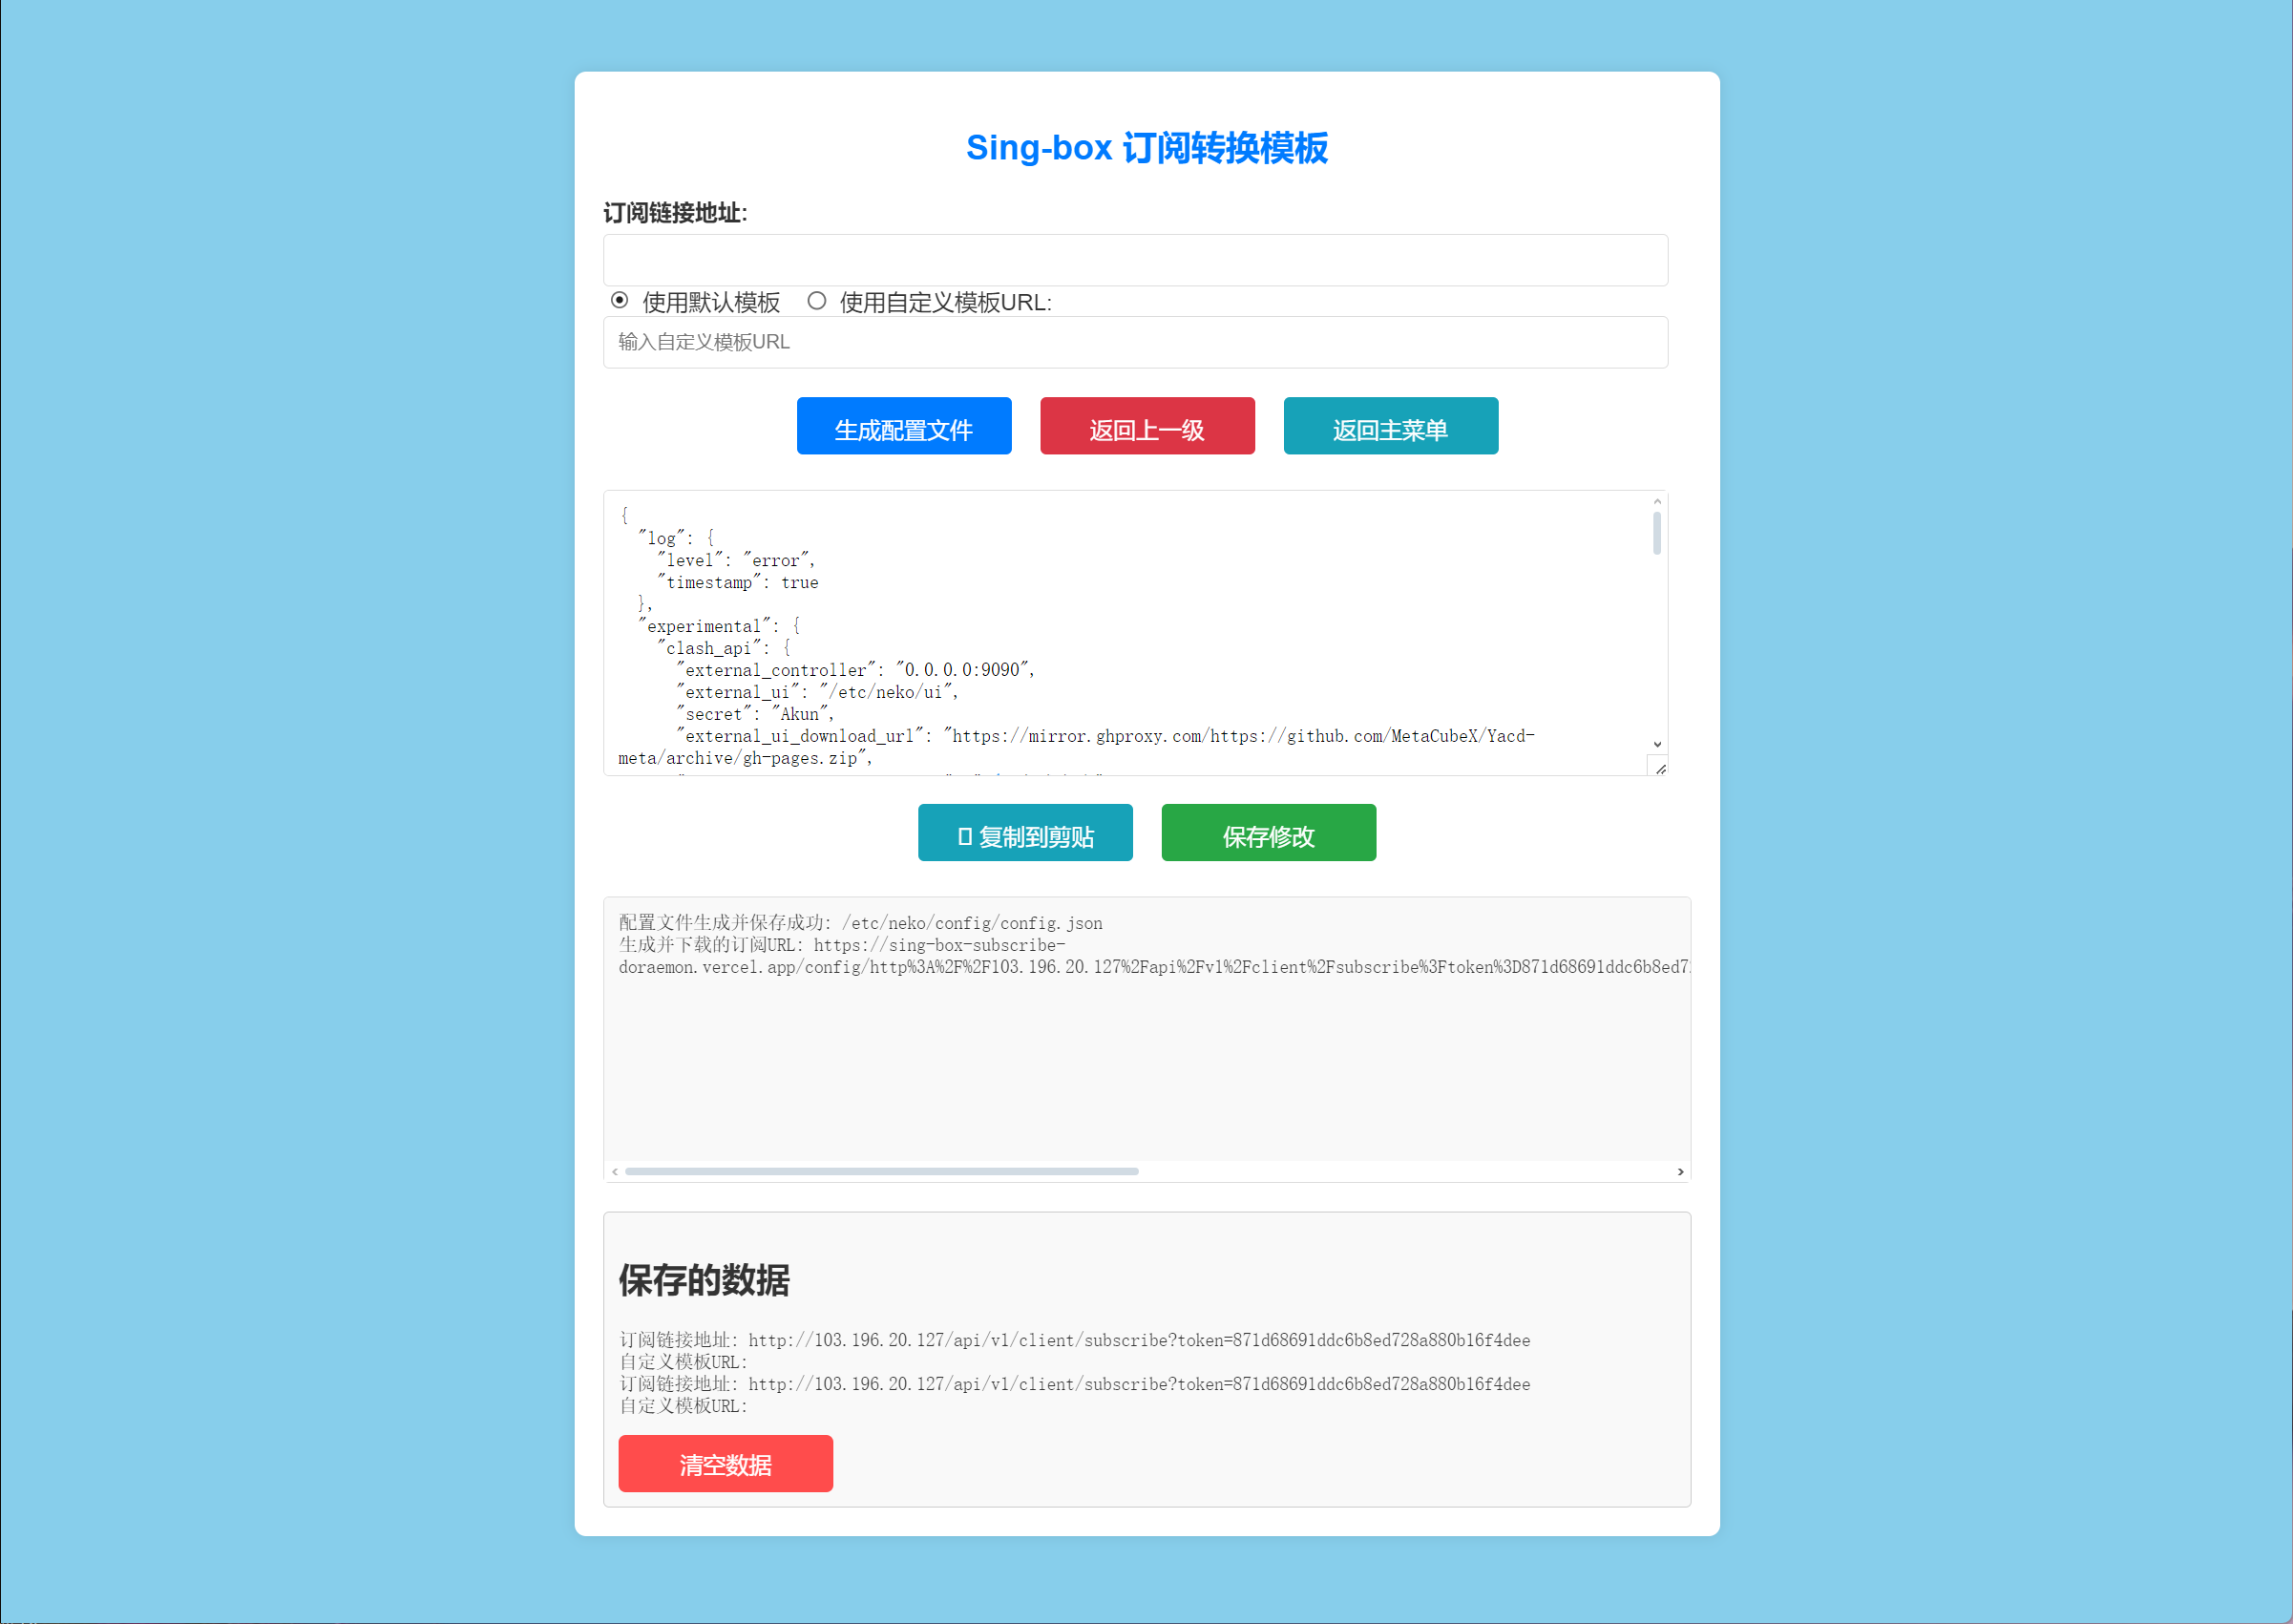 Sing-box 订阅转换模板
订阅链接地址:
使用默认模板 使用自定义模板URL:
输入自定义模板URL
生成配置文件 返回上一级 返回主菜单
{
"log": {
"level": "error",
"timestamp": true
},
"experimental": {
"clash_api": {
"external_controller": "0.0.0.0:9090",
"external_ui": "/etc/neko/ui",
"secret": "Akun",
"external_ui_download_url": "https://mirror.ghproxy.com/https://github.com/MetaCubeX/Yacd-
meta/archive/gh-pages.zip",
复制到剪贴 保存修改
配置文件生成并保存成功: /etc/neko/config/config.json
生成并下载的订阅URL: https://sing-box-subscribe-
doraemon.vercel.app/config/http%3A%2F%2F103.196.20.127%2Fapi%2Fv1%2Fclient%2Fsubscribe%3Ftoken%3D871d68691ddc6b8ed7
保存的数据
订阅链接地址: http://103.196.20.127/api/v1/client/subscribe?token=871d68691ddc6b8ed728a880b16f4dee
自定义模板URL:
订阅链接地址: http://103.196.20.127/api/v1/client/subscribe?token=871d68691ddc6b8ed728a880b16f4dee
自定义模板URL:
清空数据